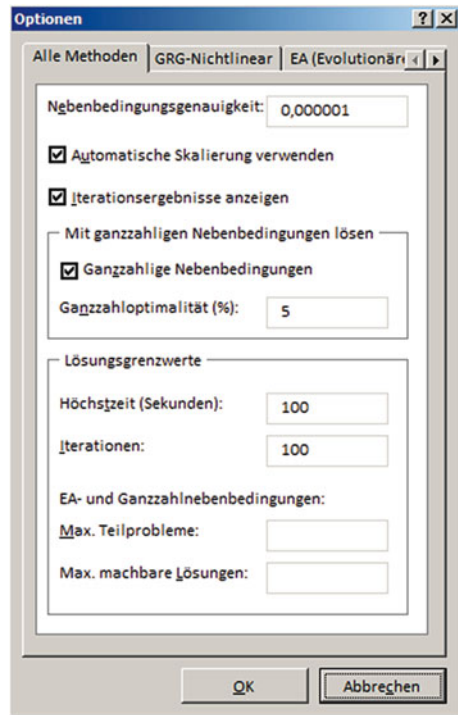 Optionen
Alle Methoden GRG-Nichtlinear EA (Evolutionär
Nebenbedingungsgenauigkeit: 0,000001
Automatische Skalierung verwenden
Iterationsergebnisse anzeigen
Mit ganzzahligen Nebenbedingungen lösen
Ganzzahlige Nebenbedingungen
Ganzzahloptimalität (%): 5
Lösungsgrenzwerte
Höchstzeit (Sekunden): 100
Iterationen: 100
EA- und Ganzzahlnebenbedingungen:
Max. Teilprobleme:
Max. machbare Lösungen:
OK Abbrechen